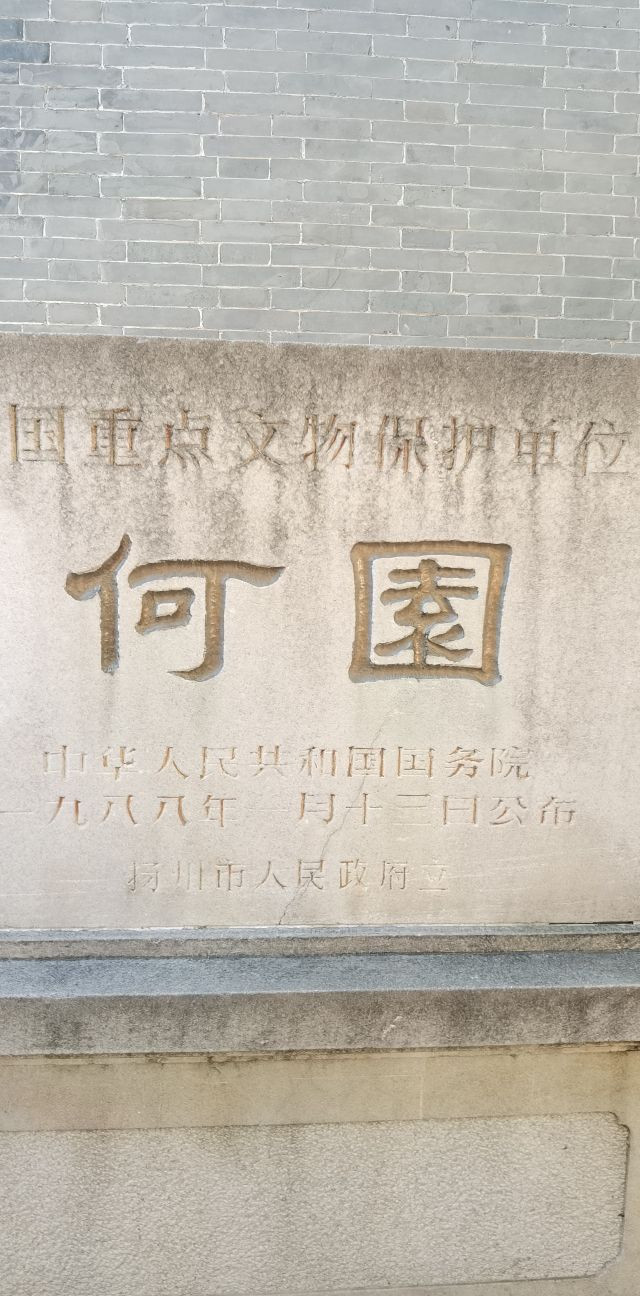 国重点文物保护单位
何園
中华人民共和国国务院
一九八八年一月十三日公布
扬州市人民政府立